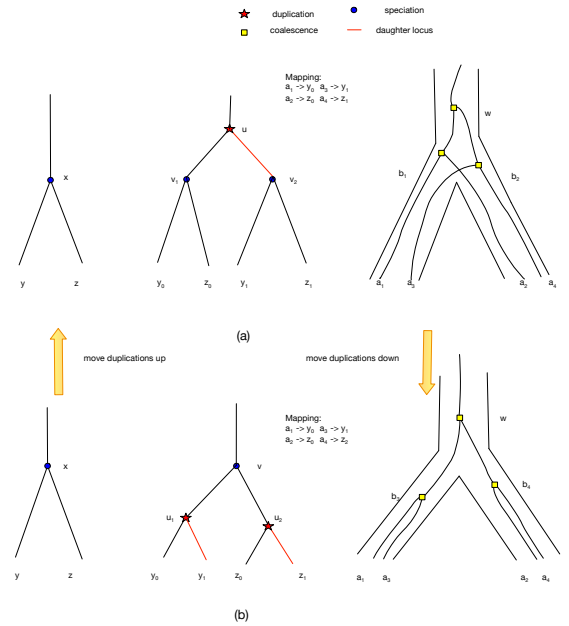 duplication speciation
coalescence daughter locus
Mapping:
a1 -> y0 a3 -> y1
a2 -> z0 a4 -> z1
u
w
x
v1
v2
b1
b2
y
z
y0
z0
y1
z1
a1
a3
a2
a4
(a)
move duplications up
move duplications down
Mapping:
a1 -> y0 a3 -> y1
a2 -> z0 a4 -> z2
w
x
v
b3
b4
u1
u2
y
z
y0
y1
z0
z1
a1
a3
a2
a4
(b)